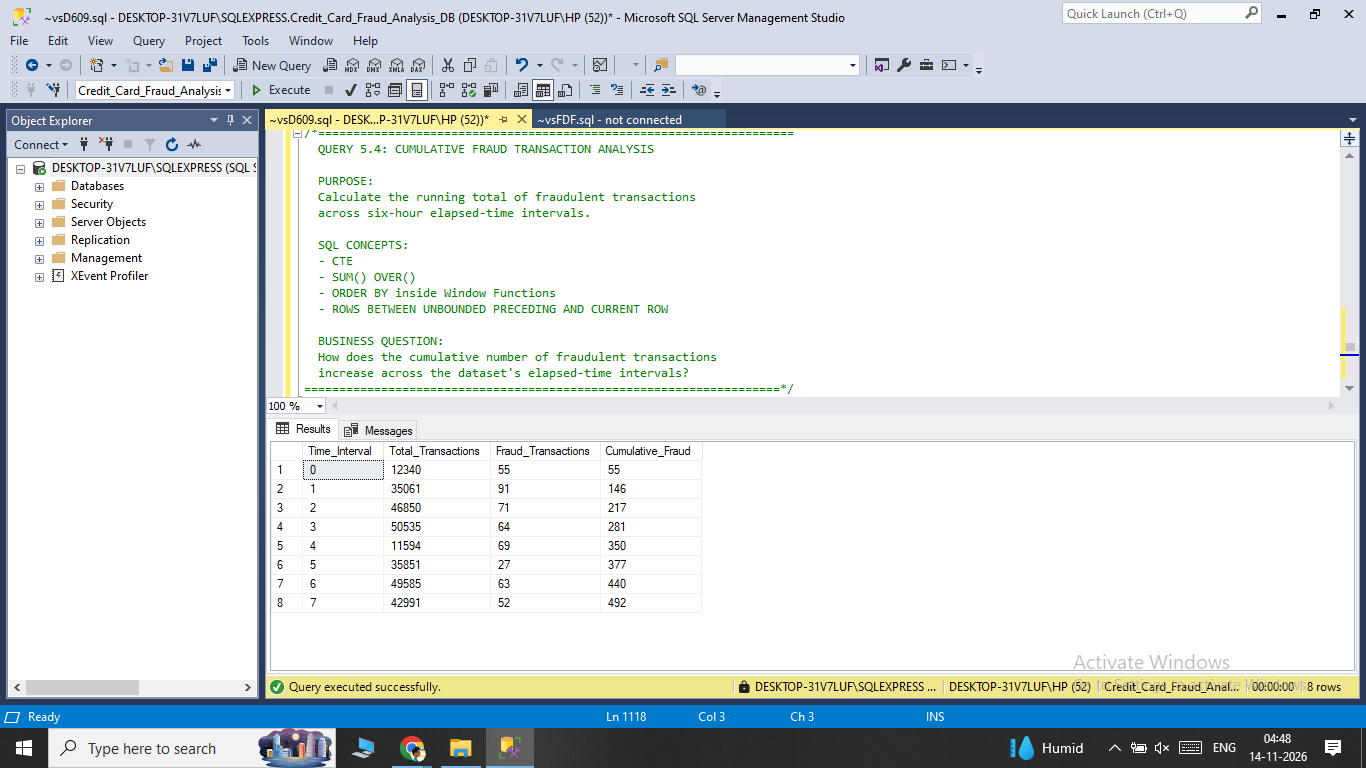 ~vsD609.sql - DESKTOP-31V7LUF\SQLEXPRESS.Credit_Card_Fraud_Analysis_DB (DESKTOP-31V7LUF\HP (52))* - Microsoft SQL Server Management Studio
Quick Launch (Ctrl+Q)
File Edit View Query Project Tools Window Help
New Query MDX DMX XMLA DAX
Credit_Card_Fraud_Analysis Execute
Object Explorer
~vsD609.sql - DESK...P-31V7LUF\HP (52))* ~vsFDF.sql - not connected
Connect
DESKTOP-31V7LUF\SQLEXPRESS (SQL S
Databases
Security
Server Objects
Replication
Management
XEvent Profiler
/*==================================================================
QUERY 5.4: CUMULATIVE FRAUD TRANSACTION ANALYSIS
PURPOSE:
Calculate the running total of fraudulent transactions
across six-hour elapsed-time intervals.
SQL CONCEPTS:
- CTE
- SUM() OVER()
- ORDER BY inside Window Functions
- ROWS BETWEEN UNBOUNDED PRECEDING AND CURRENT ROW
BUSINESS QUESTION:
How does the cumulative number of fraudulent transactions
increase across the dataset's elapsed-time intervals?
==================================================================*/
100 %
Results Messages
Time_Interval Total_Transactions Fraud_Transactions Cumulative_Fraud
1 0 12340 55 55
2 1 35061 91 146
3 2 46850 71 217
4 3 50535 64 281
5 4 11594 69 350
6 5 35851 27 377
7 6 49585 63 440
8 7 42991 52 492
Activate Windows
Go to Settings to activate Windows.
Query executed successfully. DESKTOP-31V7LUF\SQLEXPRESS ... DESKTOP-31V7LUF\HP (52) Credit_Card_Fraud_Anal... 00:00:00 8 rows
Ready Ln 1118 Col 3 Ch 3 INS
Type here to search Humid ENG 04:48
14-11-2026